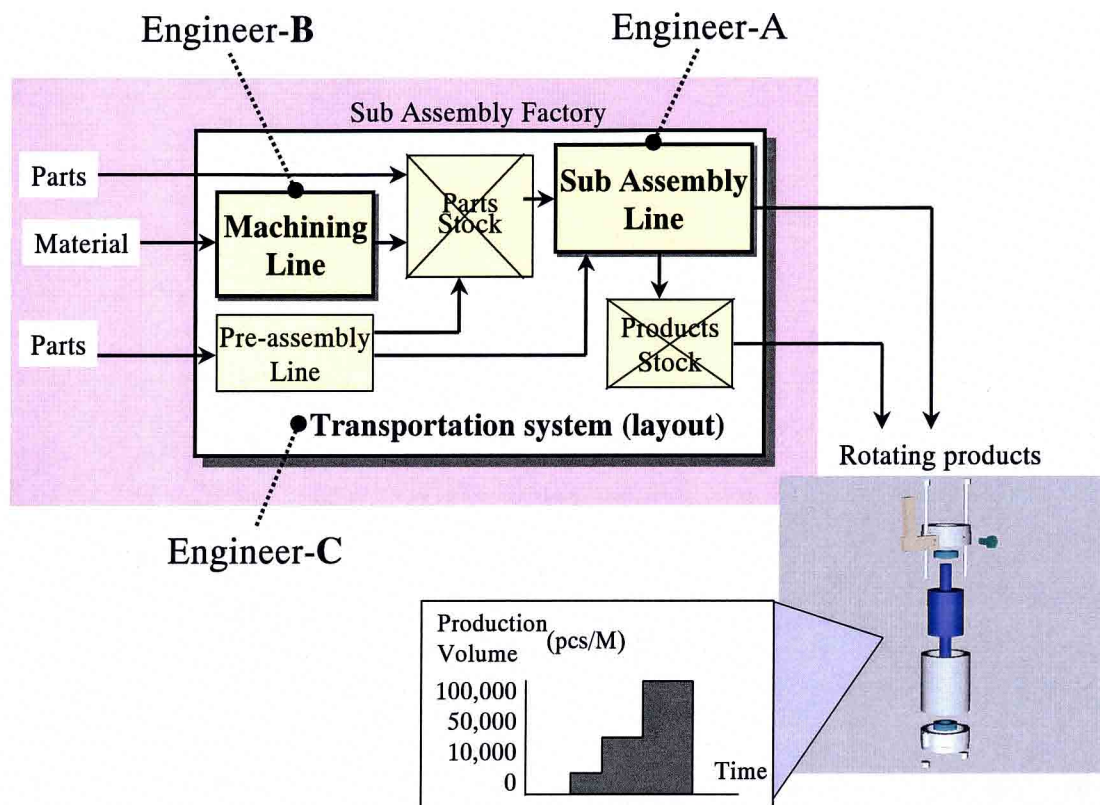 Engineer-B
Engineer-A
Sub Assembly Factory
Parts
Material
Parts
Machining
Line
Parts
Stock
Sub Assembly
Line
Pre-assembly
Line
Products
Stock
Transportation system (layout)
Engineer-C
Rotating products
Production
Volume
(pcs/M)
100,000
50,000
10,000
0
Time